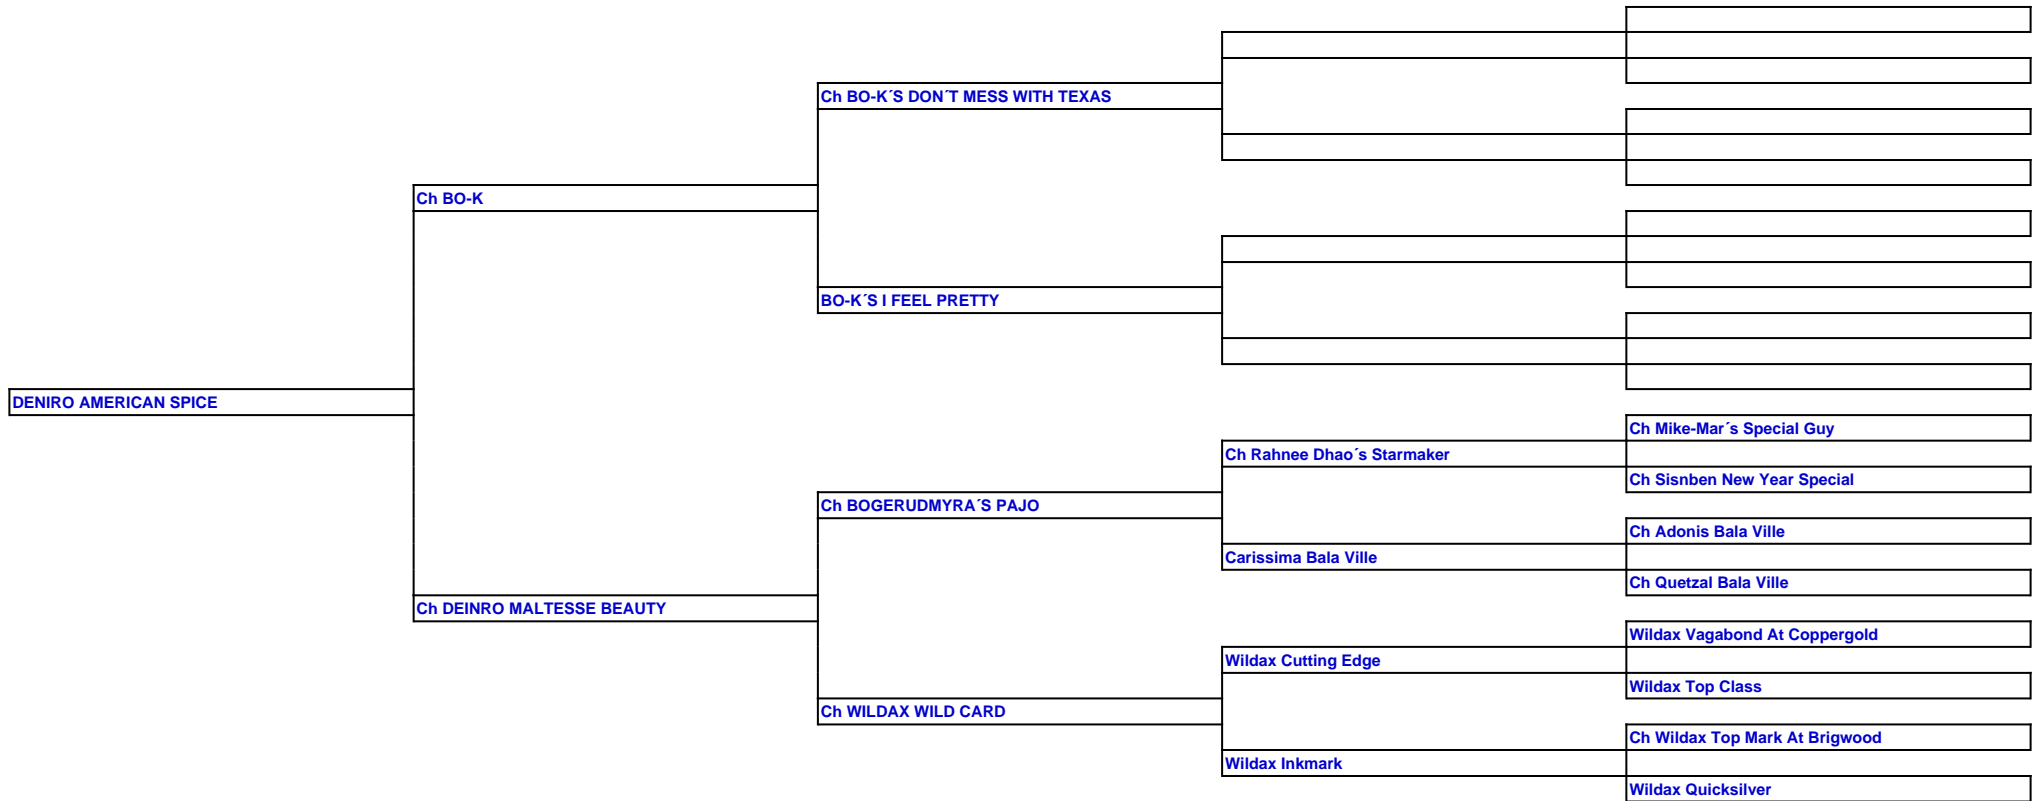 Ch BO-K´S DON´T MESS WITH TEXAS
Ch BO-K
BO-K´S I FEEL PRETTY
DENIRO AMERICAN SPICE
Ch Mike-Mar´s Special Guy
Ch Rahnee Dhao´s Starmaker
Ch Sisnben New Year Special
Ch BOGERUDMYRA´S PAJO
Ch Adonis Bala Ville
Carissima Bala Ville
Ch Quetzal Bala Ville
Ch DEINRO MALTESSE BEAUTY
Wildax Vagabond At Coppergold
Wildax Cutting Edge
Wildax Top Class
Ch WILDAX WILD CARD
Ch Wildax Top Mark At Brigwood
Wildax Inkmark
Wildax Quicksilver